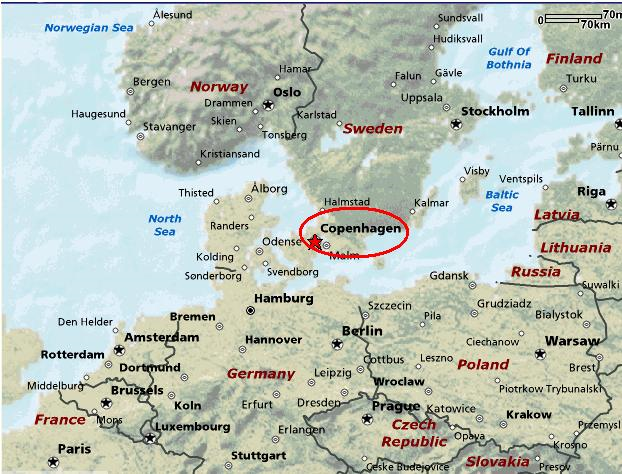 Ålesund
Norwegian Sea
Sundsvall
0 70m
70km
Hudiksvall
Gulf Of
Bothnia
Finland
Hamar
Bergen
Norway
Oslo
Falun
Gävle
Turku
Drammen
Uppsala
Haugesund
Skien
Karlstad
Stockholm
Tallinn
Stavanger
Tonsberg
Sweden
Kristiansand
Pärnu
Visby
Ventspils
Thisted
Ålborg
Halmstad
Kalmar
Baltic
Sea
Riga
North
Sea
Randers
Copenhagen
Latvia
Odense
Malm
Kolding
Lithuania
Sønderborg
Svendborg
Gdansk
Russia
Suwalki
Hamburg
Szczecin
Grudziadz
Bremen
Den Helder
Pila
Bialystok
Amsterdam
Hannover
Berlin
Ciechanow
Warsaw
Rotterdam
Dortmund
Cottbus
Leszno
Poland
Brest
Middelburg
Brussels
Germany
Leipzig
Wroclaw
Piotrkow Trybunalski
Koln
Erfurt
Dresden
France
Mons
Prague
Katowice
Krakow
Luxembourg
Erlangen
Czech
Republic
Opava
Przemysl
Krosno
Paris
Stuttgart
Ceske Budejovice
Slovakia
Presov